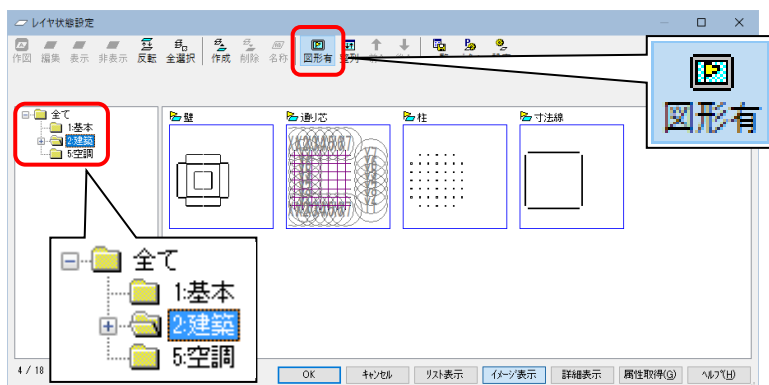 レイヤ状態設定
作図 編集 表示 非表示 反転 全選択 作成 削除 名称 図形有
図形有
全て
1:基本
2:建築
5:空調
壁 通り芯 柱 寸法線
全て
1:基本
2:建築
5:空調
4 / 18 OK キャンセル リスト表示 イメージ表示 詳細表示 属性取得(G) ヘルプ(H)